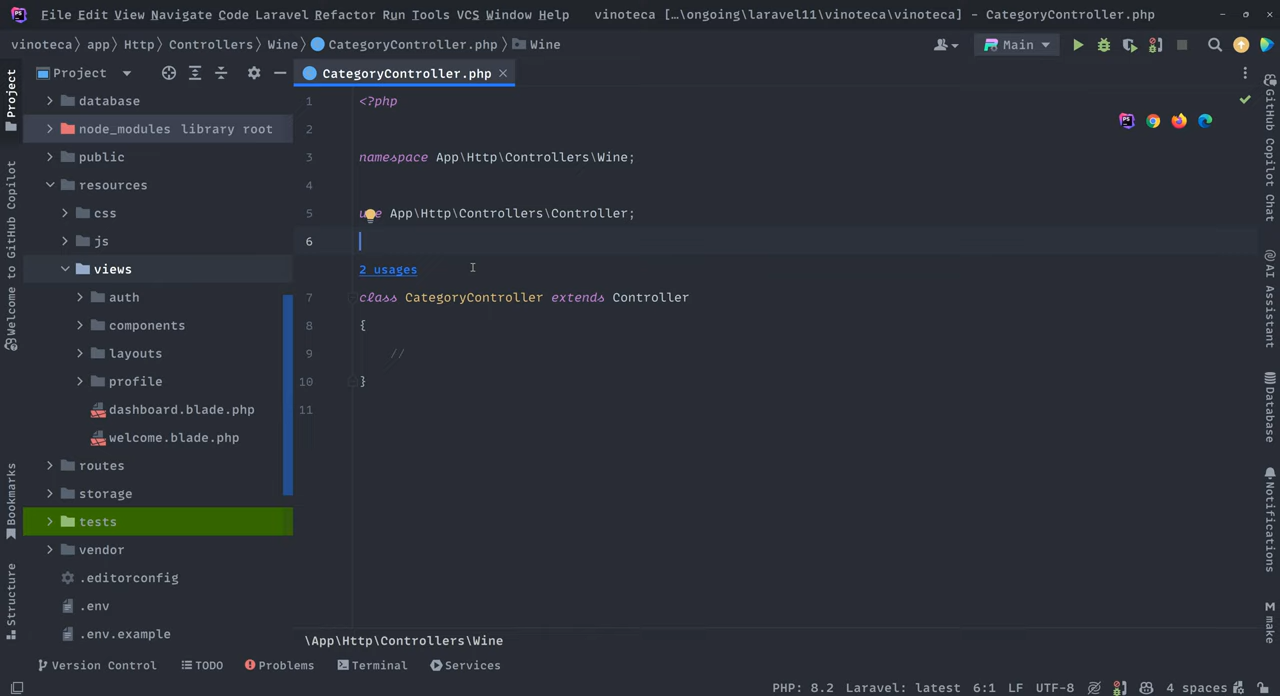 File Edit View Navigate Code Laravel Refactor Run Tools VCS Window Help vinoteca […\ongoing\laravel11\vinoteca\vinoteca] - CategoryController.php
vinoteca app Http Controllers Wine CategoryController.php Wine
Main
Project
CategoryController.php
database
node_modules library root
public
resources
css
js
views
auth
components
layouts
profile
dashboard.blade.php
welcome.blade.php
routes
storage
tests
vendor
.editorconfig
.env
.env.example
1 <?php
2
3 namespace App\Http\Controllers\Wine;
4
5 use App\Http\Controllers\Controller;
6
2 usages
7 class CategoryController extends Controller
8 {
9 //
10 }
11
\App\Http\Controllers\Wine
Project
Welcome to GitHub Copilot
Bookmarks
Structure
GitHub Copilot Chat
AI Assistant
Database
Notifications
M make
Version Control TODO Problems Terminal Services
PHP: 8.2 Laravel: latest 6:1 LF UTF-8 4 spaces